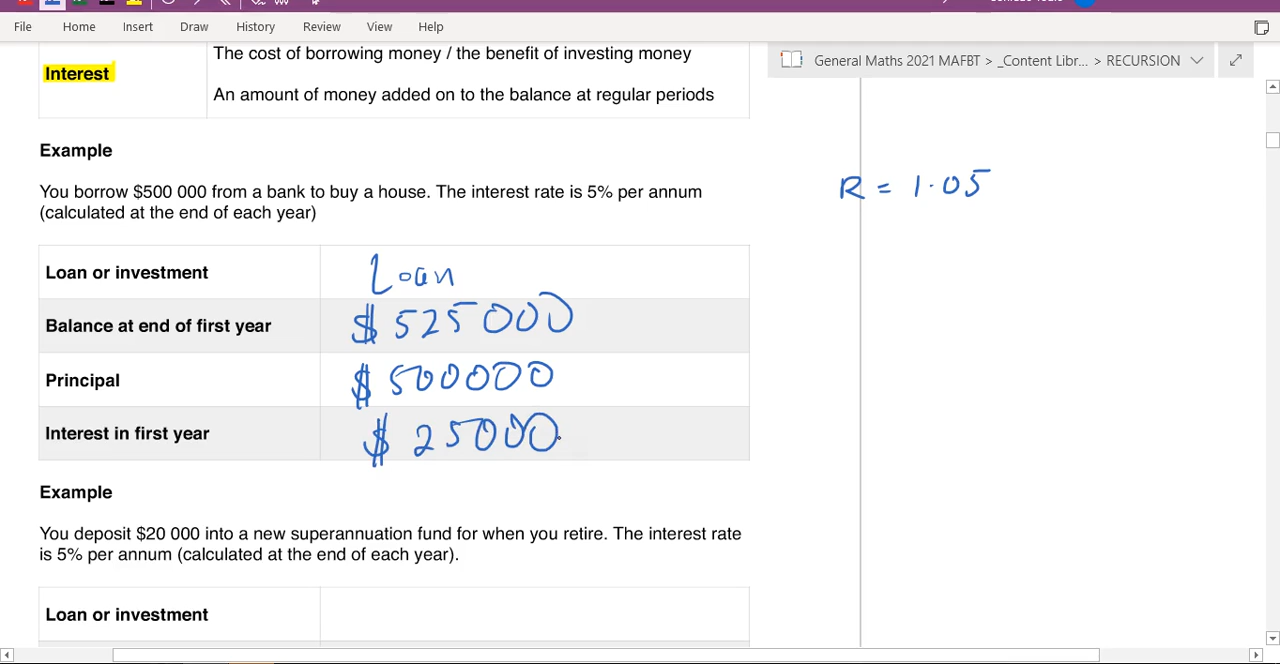 File Home Insert Draw History Review View Help
Interest
The cost of borrowing money / the benefit of investing money
An amount of money added on to the balance at regular periods
General Maths 2021 MAFBT > _Content Libr... > RECURSION
Example
You borrow $500 000 from a bank to buy a house. The interest rate is 5% per annum
(calculated at the end of each year)
R = 1.05
Loan or investment Loan
Balance at end of first year $ 525000
Principal $ 500000
Interest in first year $ 25000
Example
You deposit $20 000 into a new superannuation fund for when you retire. The interest rate
is 5% per annum (calculated at the end of each year).
Loan or investment